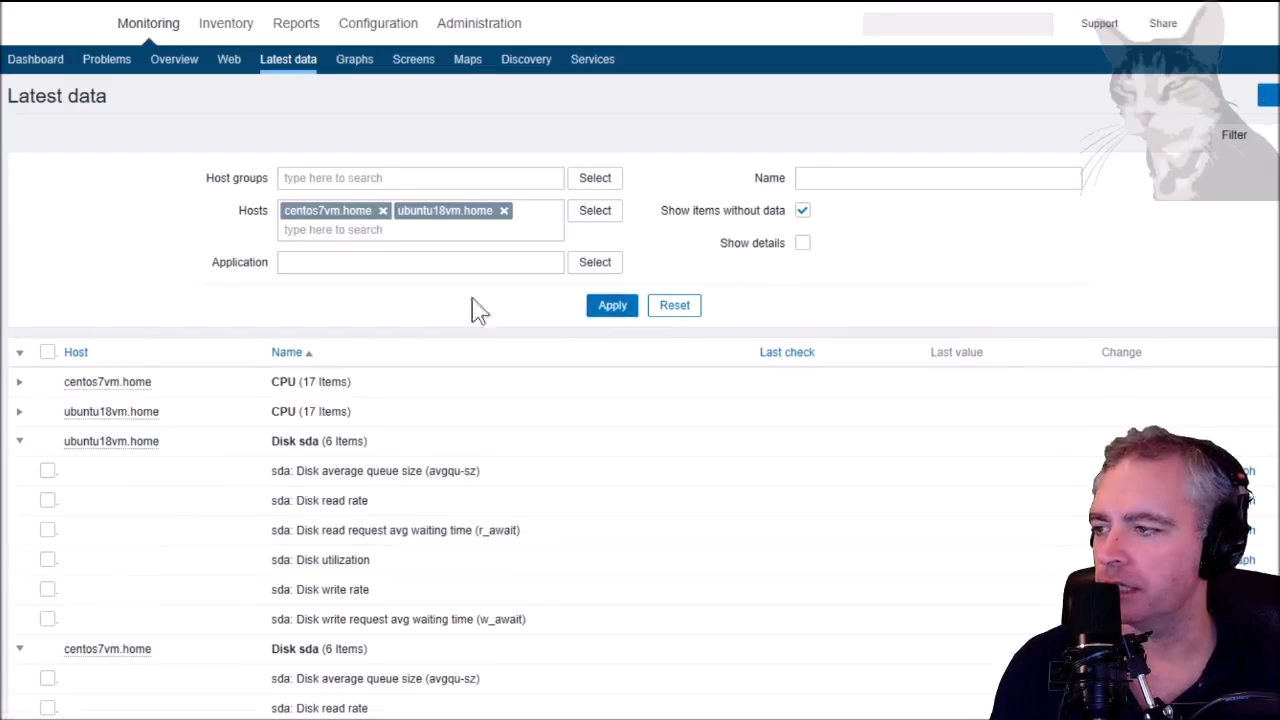 Monitoring Inventory Reports Configuration Administration Support Share
Dashboard Problems Overview Web Latest data Graphs Screens Maps Discovery Services
Latest data
Filter
Host groups type here to search Select Name
Hosts centos7vm.home ubuntu18vm.home Select Show items without data
type here to search
Show details
Application Select
Apply Reset
Host Name Last check Last value Change
centos7vm.home CPU (17 Items)
ubuntu18vm.home CPU (17 Items)
ubuntu18vm.home Disk sda (6 Items)
sda: Disk average queue size (avgqu-sz)
sda: Disk read rate
sda: Disk read request avg waiting time (r_await)
sda: Disk utilization
sda: Disk write rate
sda: Disk write request avg waiting time (w_await)
centos7vm.home Disk sda (6 Items)
sda: Disk average queue size (avgqu-sz)
sda: Disk read rate